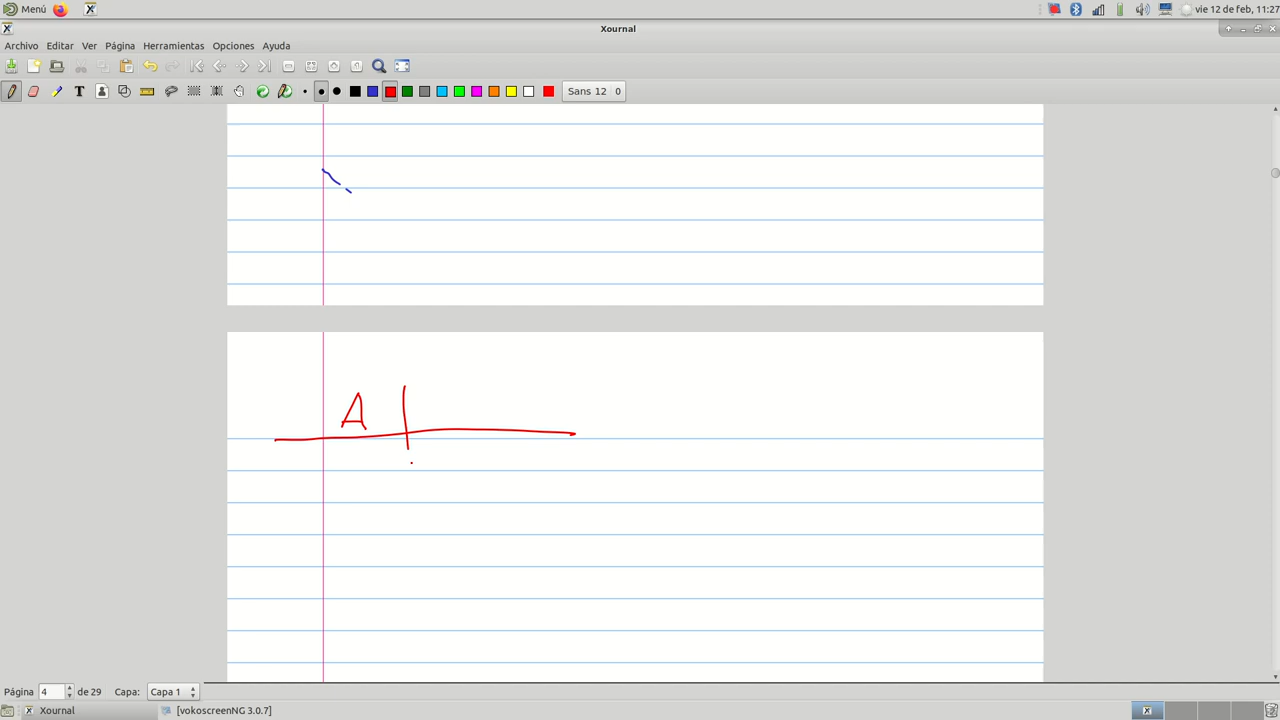 Menú
vie 12 de feb, 11:27
Xournal
Archivo Editar Ver Página Herramientas Opciones Ayuda
Sans 12 0
A
Página 4 de 29 Capa: Capa 1
Xournal [vokoscreenNG 3.0.7]